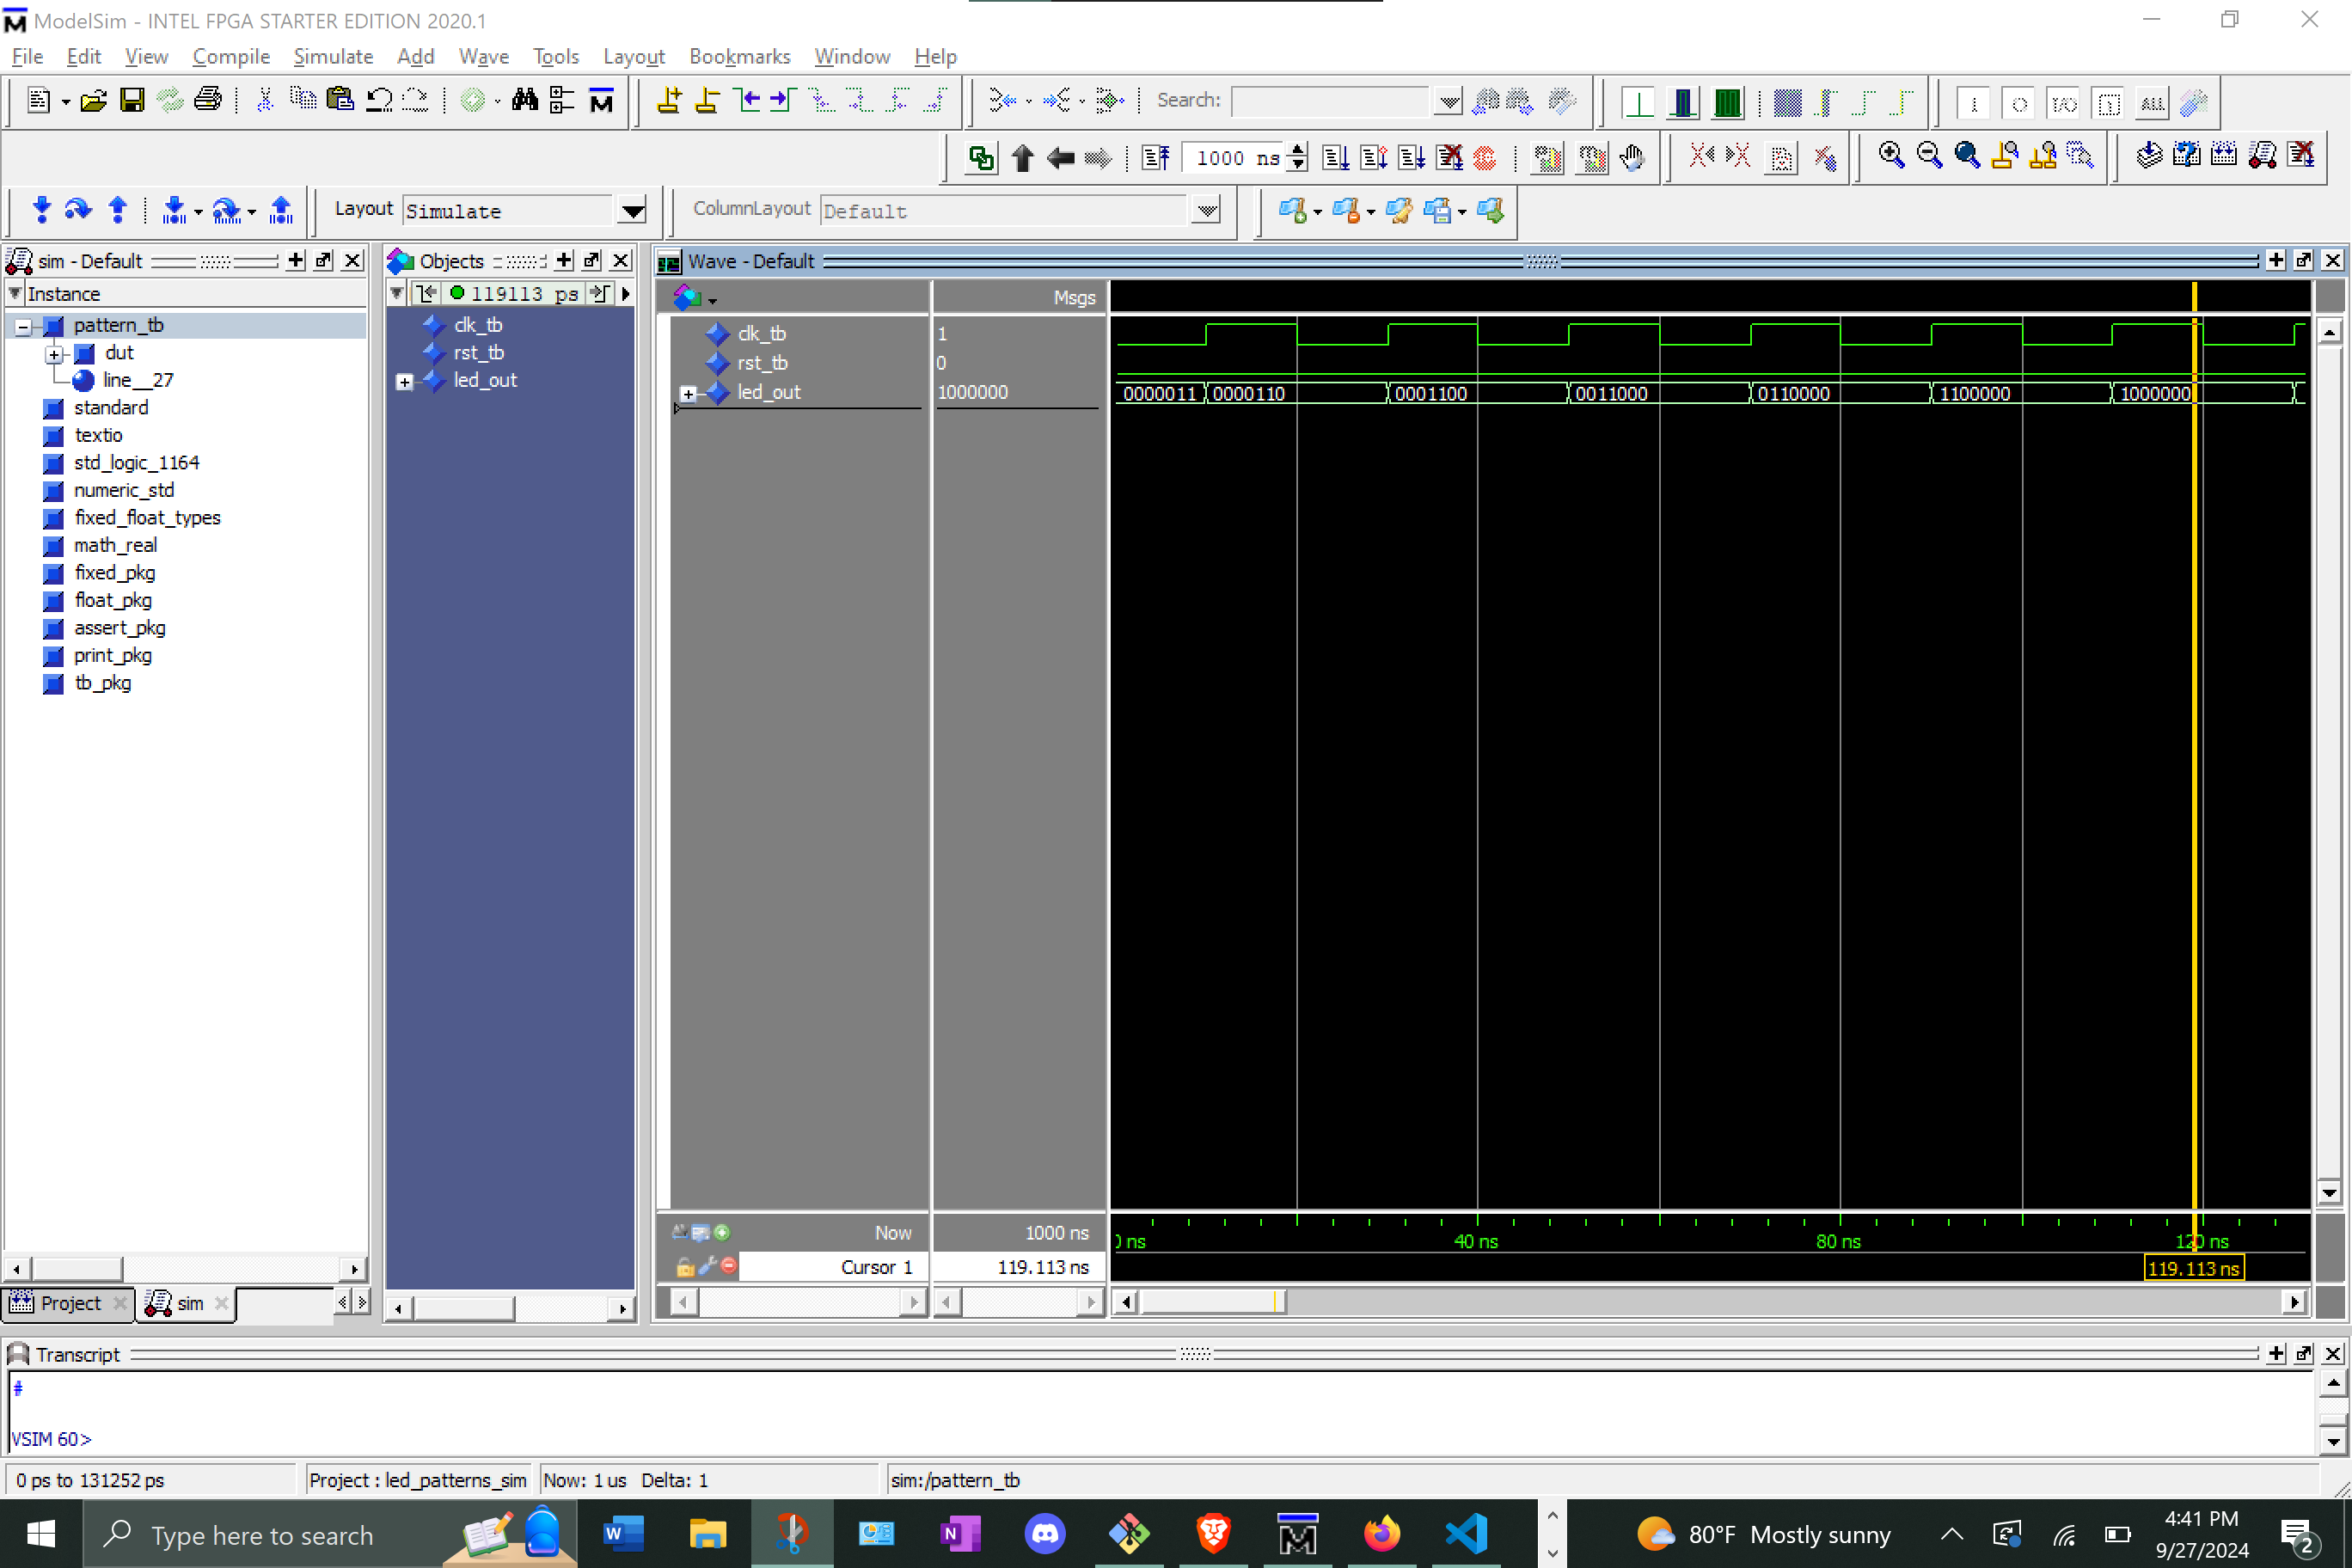 ModelSim - INTEL FPGA STARTER EDITION 2020.1
File Edit View Compile Simulate Add Wave Tools Layout Bookmarks Window Help
Search:
1000 ns
Layout Simulate ColumnLayout Default
sim - Default
Instance
pattern_tb
dut
line__27
standard
textio
std_logic_1164
numeric_std
fixed_float_types
math_real
fixed_pkg
float_pkg
assert_pkg
print_pkg
tb_pkg
Project sim
Objects
119113 ps
clk_tb
rst_tb
led_out
Wave - Default
Msgs
clk_tb 1
rst_tb 0
led_out 1000000 0000011 0000110 0001100 0011000 0110000 1100000 1000000
Now 1000 ns
ns 40 ns 80 ns 120 ns
Cursor 1 119.113 ns 119.113 ns
Transcript
#
VSIM 60>
0 ps to 131252 ps Project : led_patterns_sim Now: 1 us Delta: 1 sim:/pattern_tb
Type here to search
80°F Mostly sunny
4:41 PM
9/27/2024
2